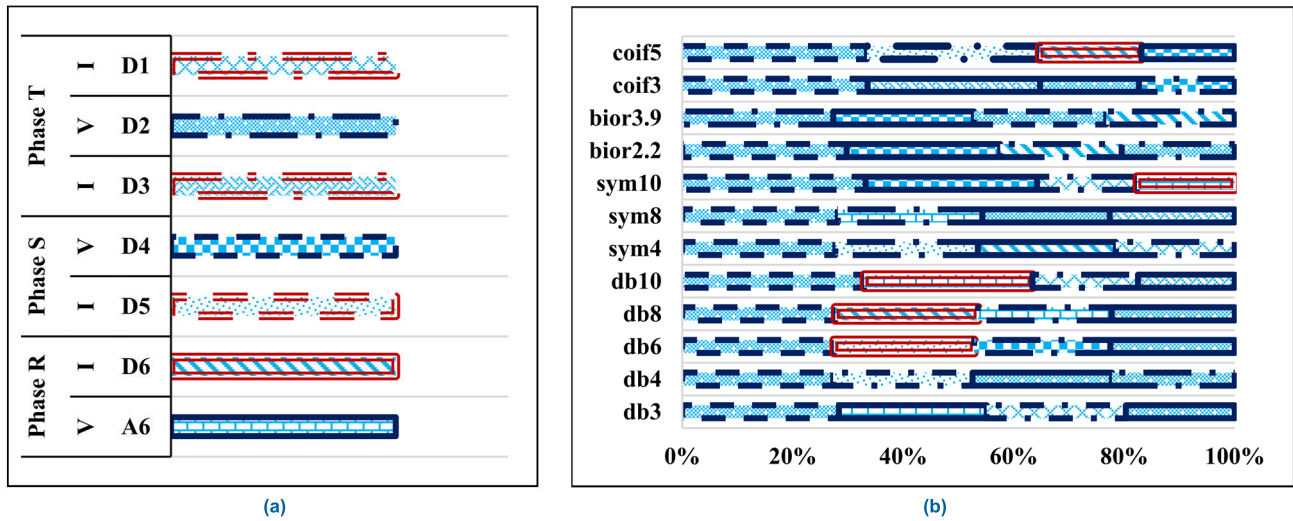 Phase T
I D1
V D2
I D3
Phase S
V D4
I D5
Phase R
I D6
V A6
(a)
coif5
coif3
bior3.9
bior2.2
sym10
sym8
sym4
db10
db8
db6
db4
db3
0% 20% 40% 60% 80% 100%
(b)